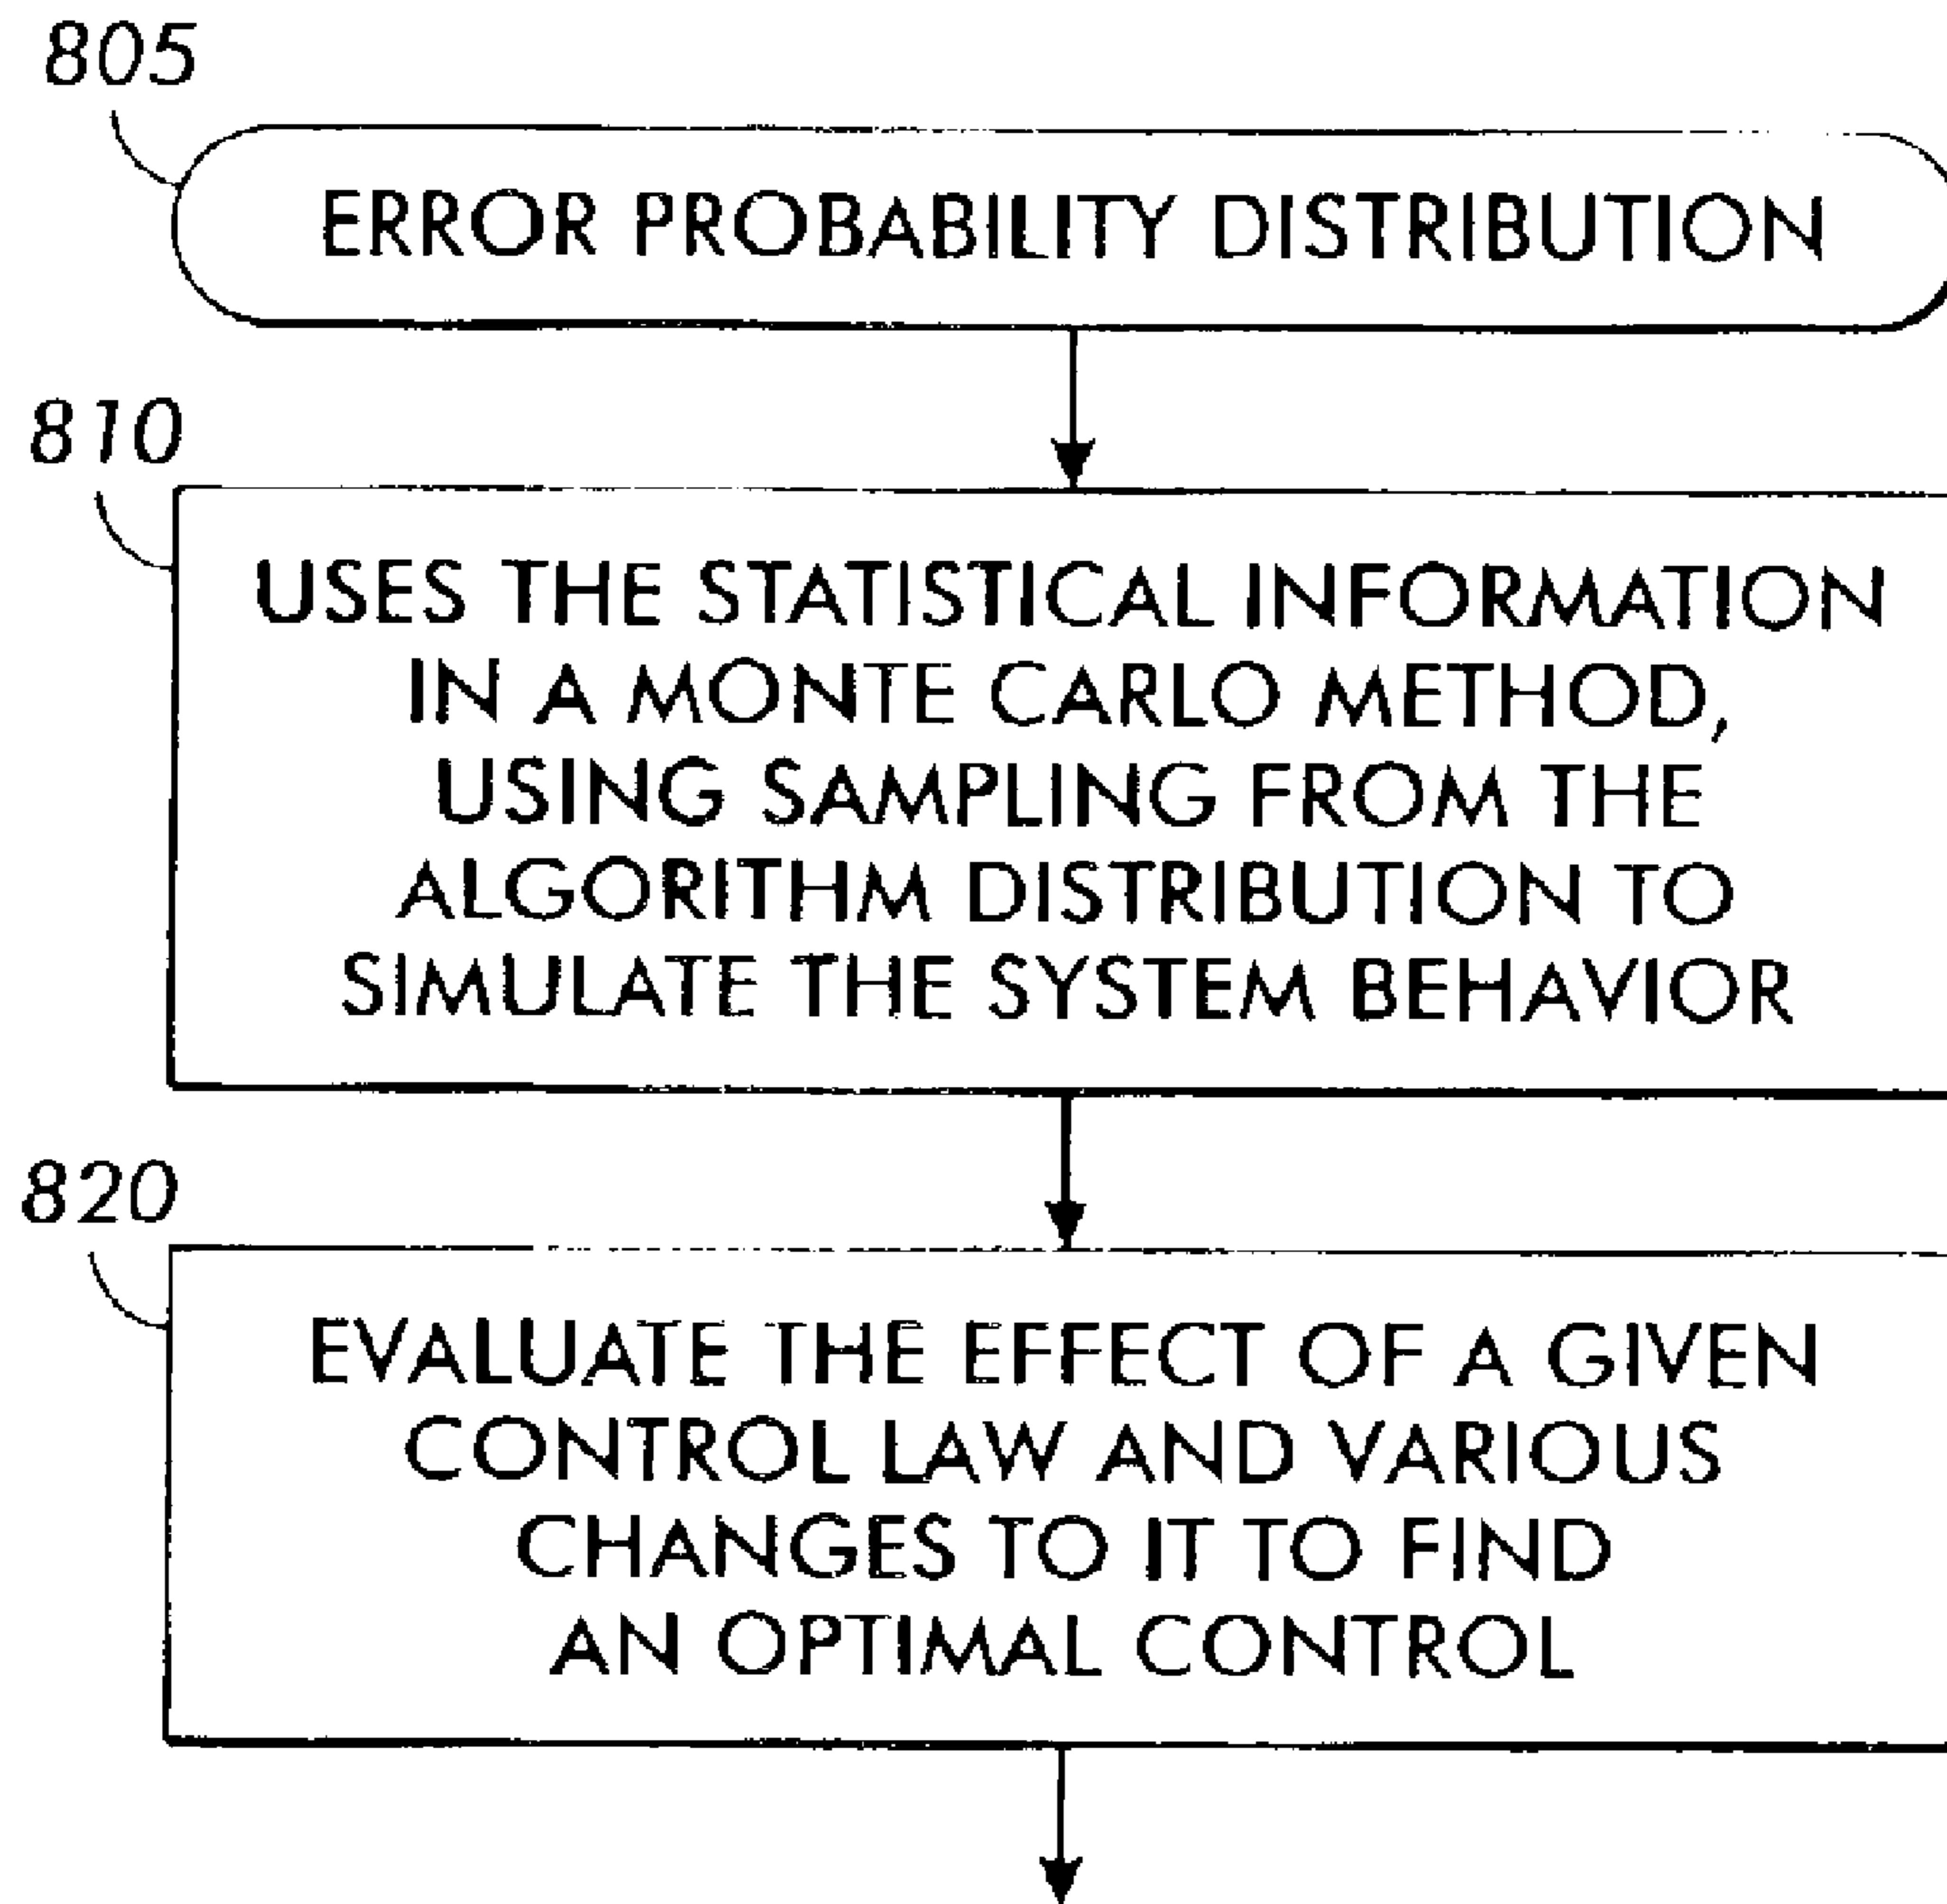 805
ERROR PROBABILITY DISTRIBUTION
810
USES THE STATISTICAL INFORMATION
IN A MONTE CARLO METHOD,
USING SAMPLING FROM THE
ALGORITHM DISTRIBUTION TO
SIMULATE THE SYSTEM BEHAVIOR
820
EVALUATE THE EFFECT OF A GIVEN
CONTROL LAW AND VARIOUS
CHANGES TO IT TO FIND
AN OPTIMAL CONTROL